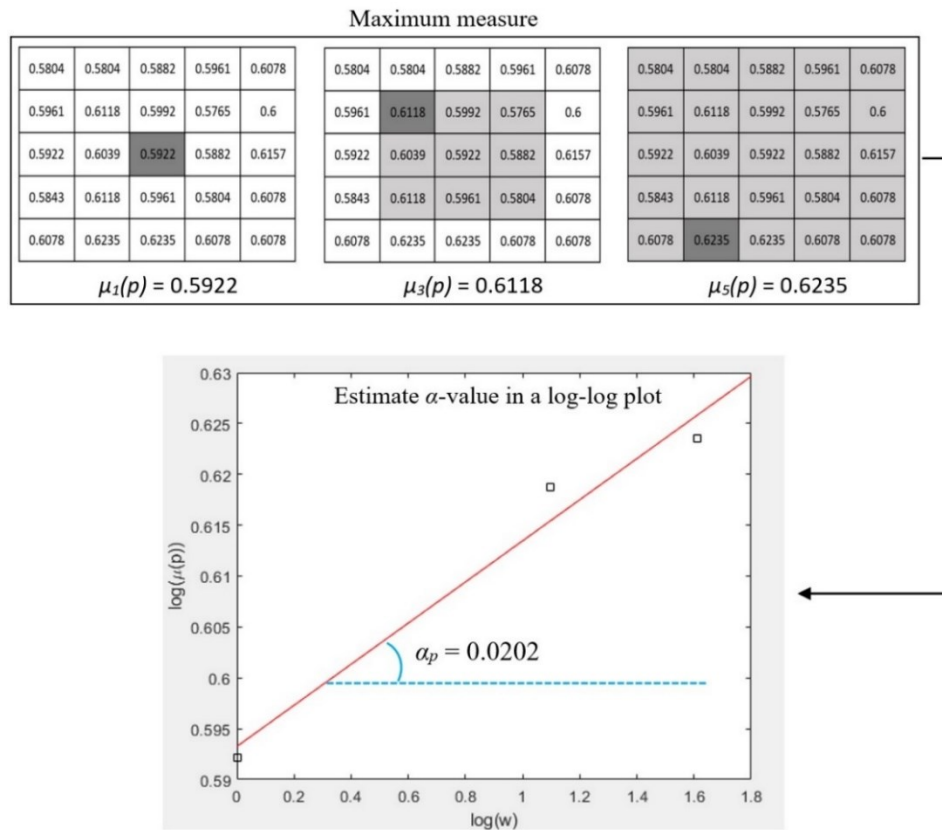 Maximum measure
0.5804 0.5804 0.5882 0.5961 0.6078 0.5804 0.5804 0.5882 0.5961 0.6078 0.5804 0.5804 0.5882 0.5961 0.6078
0.5961 0.6118 0.5992 0.5765 0.6 0.5961 0.6118 0.5992 0.5765 0.6 0.5961 0.6118 0.5992 0.5765 0.6
0.5922 0.6039 0.5922 0.5882 0.6157 0.5922 0.6039 0.5922 0.5882 0.6157 0.5922 0.6039 0.5922 0.5882 0.6157
0.5843 0.6118 0.5961 0.5804 0.6078 0.5843 0.6118 0.5961 0.5804 0.6078 0.5843 0.6118 0.5961 0.5804 0.6078
0.6078 0.6235 0.6235 0.6078 0.6078 0.6078 0.6235 0.6235 0.6078 0.6078 0.6078 0.6235 0.6235 0.6078 0.6078
μ₁(p) = 0.5922 μ₃(p) = 0.6118 μ₅(p) = 0.6235
Estimate α-value in a log-log plot
0.63
0.625
0.62
0.615
0.61
0.605
0.6
0.595
0.59
log(μ(p))
αₚ = 0.0202
0 0.2 0.4 0.6 0.8 1 1.2 1.4 1.6 1.8
log(w)